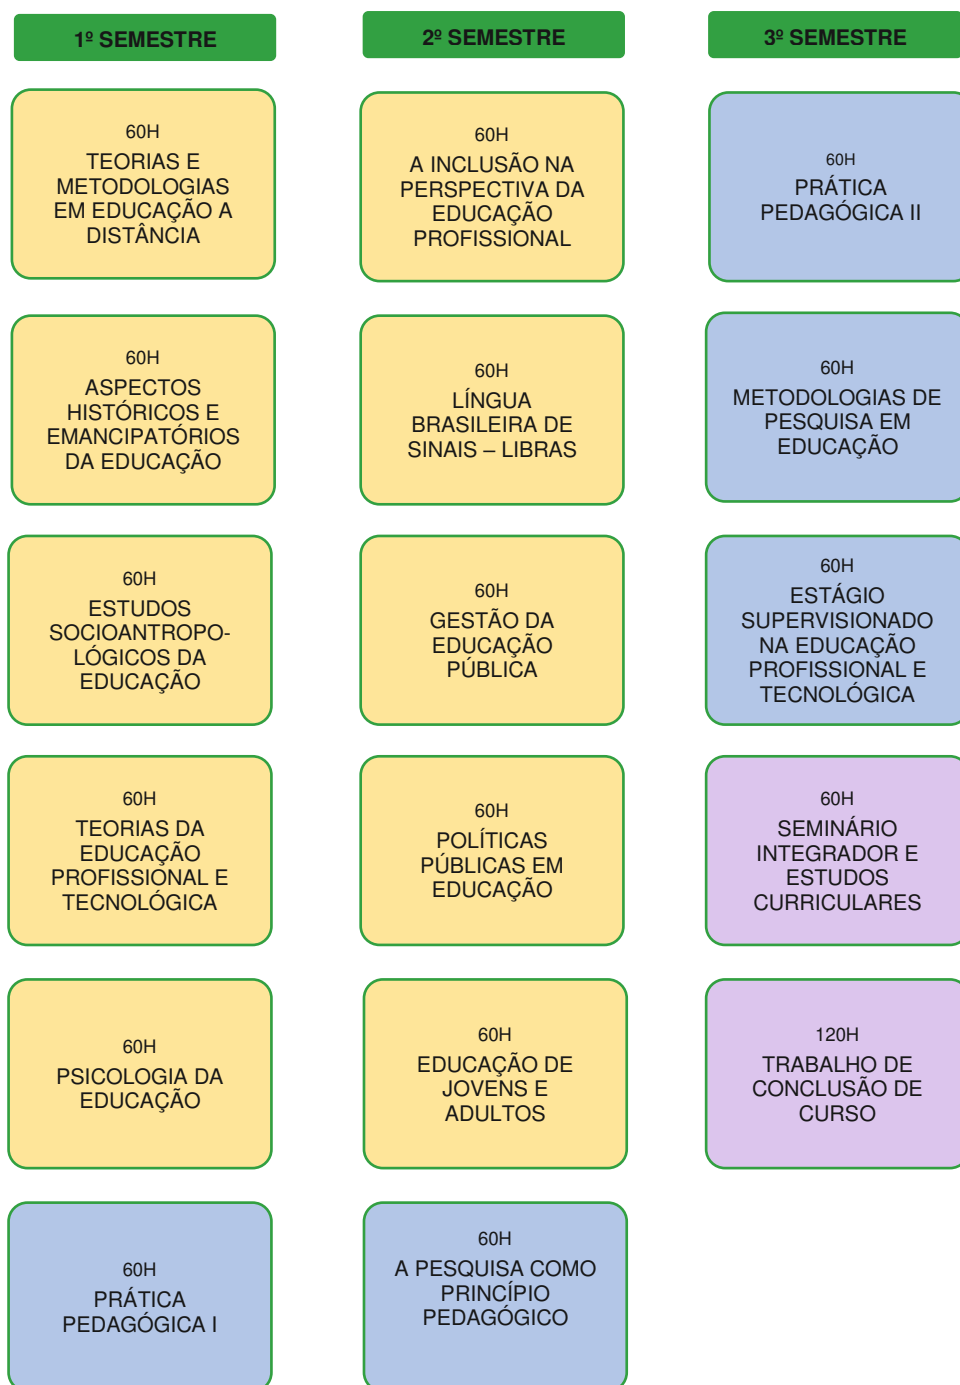 1º SEMESTRE
60H
TEORIAS E
METODOLOGIAS
EM EDUCAÇÃO A
DISTÂNCIA
60H
ASPECTOS
HISTÓRICOS E
EMANCIPATÓRIOS
DA EDUCAÇÃO
60H
ESTUDOS
SOCIOANTROPO-
LÓGICOS DA
EDUCAÇÃO
60H
TEORIAS DA
EDUCAÇÃO
PROFISSIONAL E
TECNOLÓGICA
60H
PSICOLOGIA DA
EDUCAÇÃO
60H
PRÁTICA
PEDAGÓGICA I
2º SEMESTRE
60H
A INCLUSÃO NA
PERSPECTIVA DA
EDUCAÇÃO
PROFISSIONAL
60H
LÍNGUA
BRASILEIRA DE
SINAIS – LIBRAS
60H
GESTÃO DA
EDUCAÇÃO
PÚBLICA
60H
POLÍTICAS
PÚBLICAS EM
EDUCAÇÃO
60H
EDUCAÇÃO DE
JOVENS E
ADULTOS
60H
A PESQUISA COMO
PRINCÍPIO
PEDAGÓGICO
3º SEMESTRE
60H
PRÁTICA
PEDAGÓGICA II
60H
METODOLOGIAS DE
PESQUISA EM
EDUCAÇÃO
60H
ESTÁGIO
SUPERVISIONADO
NA EDUCAÇÃO
PROFISSIONAL E
TECNOLÓGICA
60H
SEMINÁRIO
INTEGRADOR E
ESTUDOS
CURRICULARES
120H
TRABALHO DE
CONCLUSÃO DE
CURSO